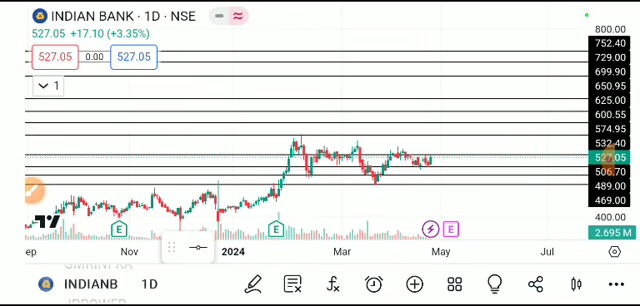 INDIAN BANK · 1D · NSE
527.05 +17.10 (+3.35%)
527.05 0.00 527.05
1
800.00
752.40
729.00
699.90
650.95
625.00
600.55
574.95
532.40
527.05
506.70
489.00
469.00
400.00
2.695 M
E E E
Sep Nov 2024 Mar May Jul
INDIANB 1D
JPPOWER